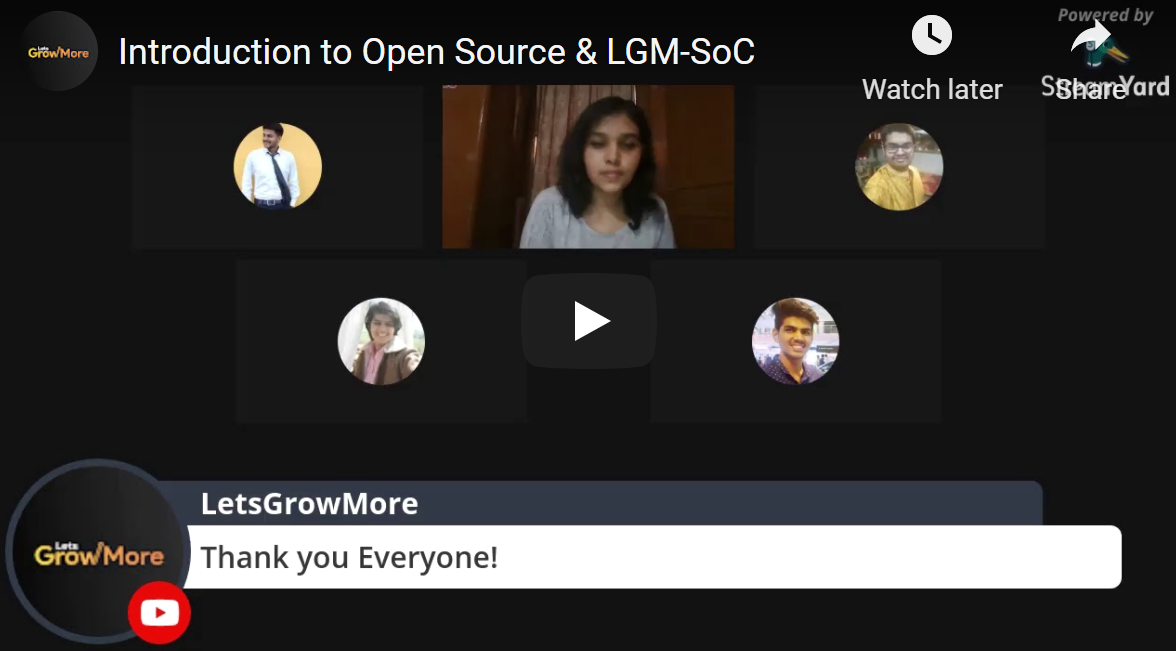 Lets
GrowMore
Introduction to Open Source & LGM-SoC
Watch later
Share
Powered by
StreamYard
LetsGrowMore
Thank you Everyone!
Lets
GrowMore